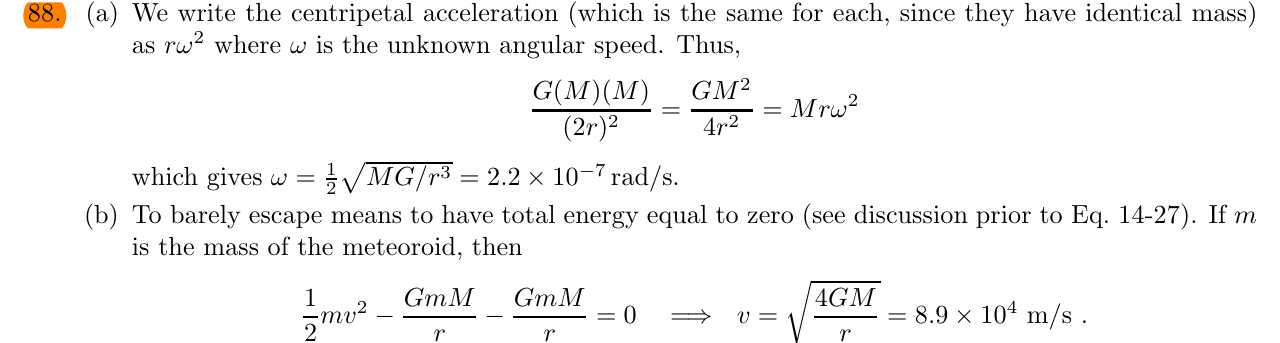 88. (a) We write the centripetal acceleration (which is the same for each, since they have identical mass)
as rω² where ω is the unknown angular speed. Thus,
G(M)(M)/(2r)² = GM²/4r² = Mrω²
which gives ω = ½√(MG/r³) = 2.2 × 10⁻⁷ rad/s.
(b) To barely escape means to have total energy equal to zero (see discussion prior to Eq. 14-27). If m
is the mass of the meteoroid, then
½mv² − GmM/r − GmM/r = 0 ⟹ v = √(4GM/r) = 8.9 × 10⁴ m/s .